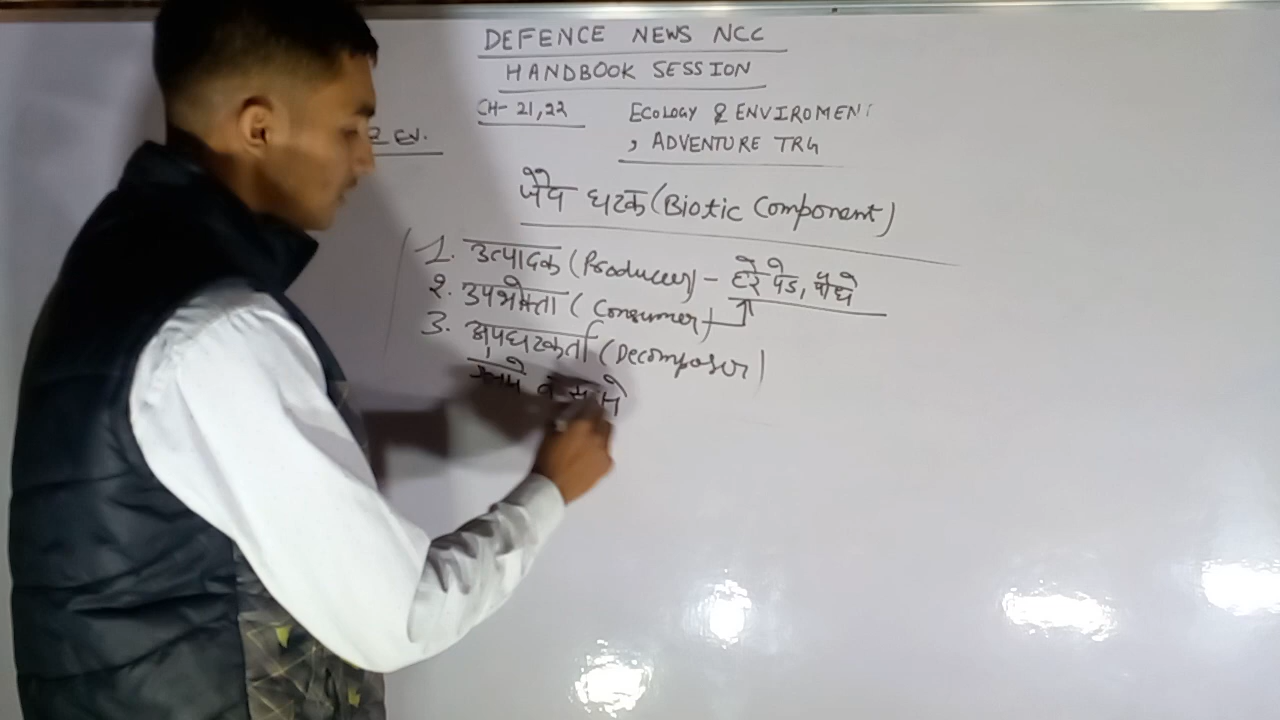 DEFENCE NEWS NCC
HANDBOOK SESSION
CH- 21,22 ECOLOGY & ENVIROMENT
, ADVENTURE TRG
जैव घटक (Biotic Component)
1. उत्पादक (Producer) - हरे पेड़, पौधे
2. उपभोक्ता (Consumer)
3. अपघटकर्ता (Decomposer)